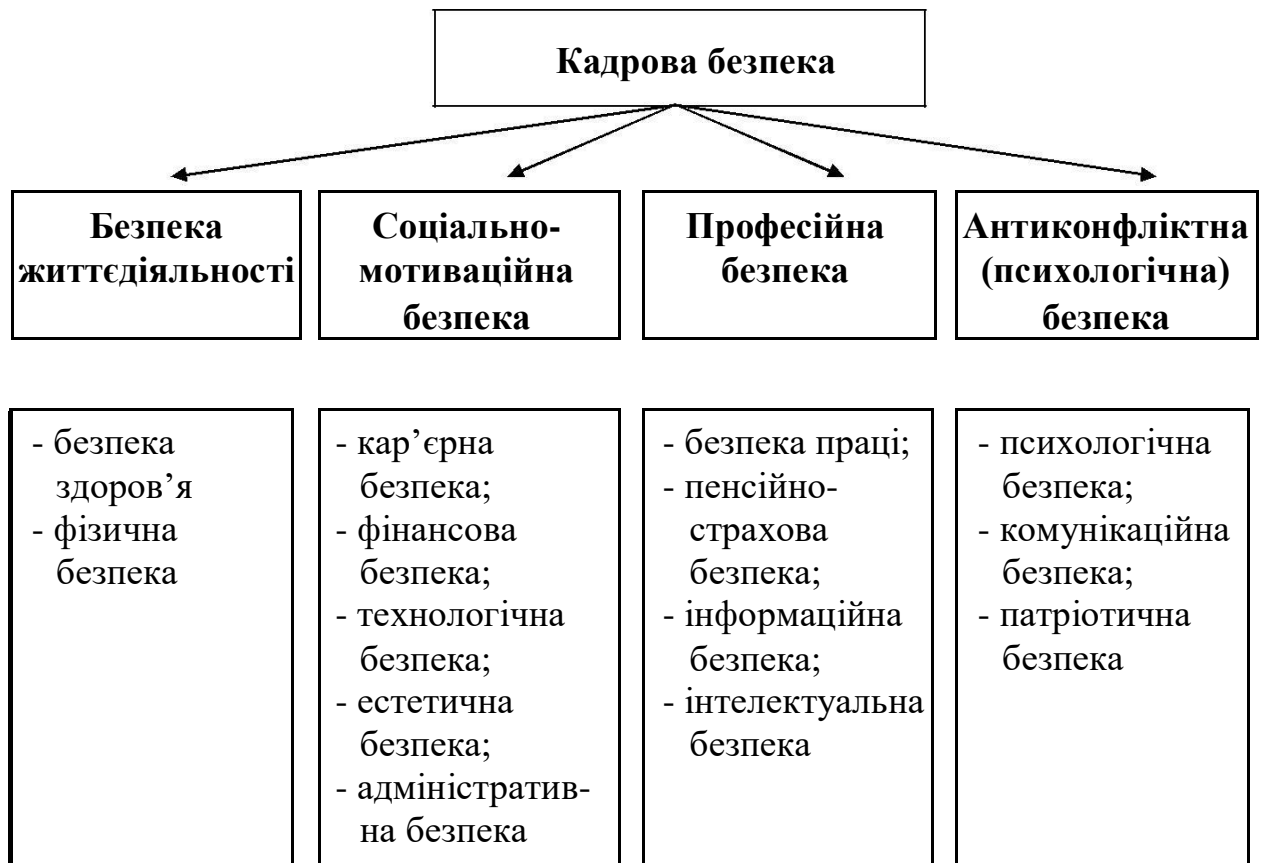 Кадрова безпека
Безпека
життєдіяльності
Соціально-
мотиваційна
безпека
Професійна
безпека
Антиконфліктна
(психологічна)
безпека
- безпека
здоров’я
- фізична
безпека
- кар’єрна
безпека;
- фінансова
безпека;
- технологічна
безпека;
- естетична
безпека;
- адміністратив-
на безпека
- безпека праці;
- пенсійно-
страхова
безпека;
- інформаційна
безпека;
- інтелектуальна
безпека
- психологічна
безпека;
- комунікаційна
безпека;
- патріотична
безпека